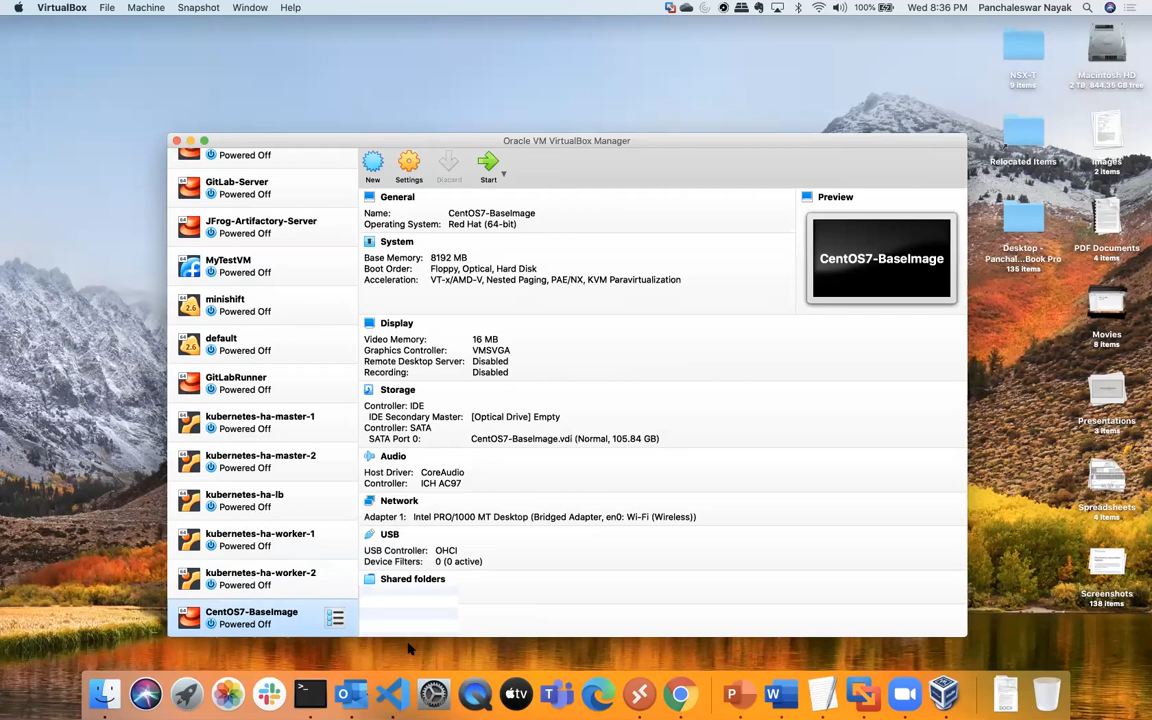 VirtualBox File Machine Snapshot Window Help
100% Wed 8:36 PM Panchaleswar Nayak
NSX-T
9 items
Macintosh HD
2 TB, 844.35 GB free
Relocated Items
Images
2 items
Desktop -
Panchal...Book Pro
135 items
PDF Documents
4 items
Movies
8 items
Presentations
3 items
Spreadsheets
4 items
Screenshots
138 items
Oracle VM VirtualBox Manager
New Settings Discard Start
Powered Off
GitLab-Server
Powered Off
JFrog-Artifactory-Server
Powered Off
MyTestVM
Powered Off
minishift
Powered Off
default
Powered Off
GitLabRunner
Powered Off
kubernetes-ha-master-1
Powered Off
kubernetes-ha-master-2
Powered Off
kubernetes-ha-lb
Powered Off
kubernetes-ha-worker-1
Powered Off
kubernetes-ha-worker-2
Powered Off
CentOS7-BaseImage
Powered Off
General
Name: CentOS7-BaseImage
Operating System: Red Hat (64-bit)
System
Base Memory: 8192 MB
Boot Order: Floppy, Optical, Hard Disk
Acceleration: VT-x/AMD-V, Nested Paging, PAE/NX, KVM Paravirtualization
Display
Video Memory: 16 MB
Graphics Controller: VMSVGA
Remote Desktop Server: Disabled
Recording: Disabled
Storage
Controller: IDE
IDE Secondary Master: [Optical Drive] Empty
Controller: SATA
SATA Port 0: CentOS7-BaseImage.vdi (Normal, 105.84 GB)
Audio
Host Driver: CoreAudio
Controller: ICH AC97
Network
Adapter 1: Intel PRO/1000 MT Desktop (Bridged Adapter, en0: Wi-Fi (Wireless))
USB
USB Controller: OHCI
Device Filters: 0 (0 active)
Shared folders
Preview
CentOS7-BaseImage